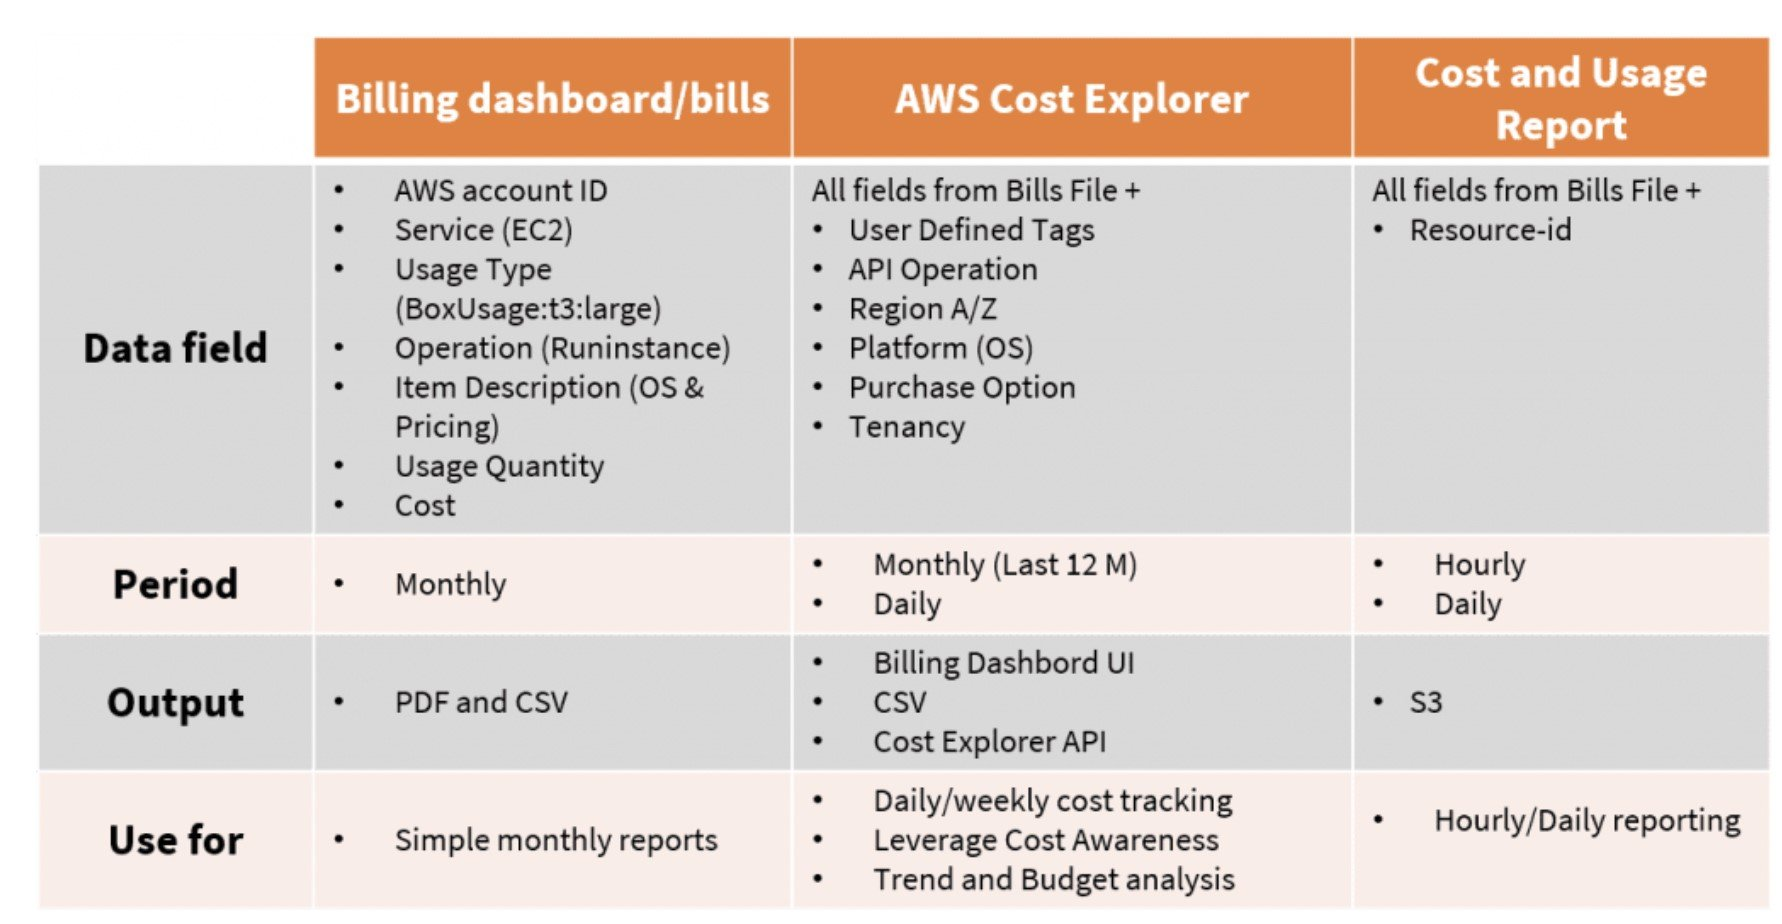 Billing dashboard/bills
AWS Cost Explorer
Cost and Usage
Report
Data field
• AWS account ID
• Service (EC2)
• Usage Type
(BoxUsage:t3:large)
• Operation (Runinstance)
• Item Description (OS &
Pricing)
• Usage Quantity
• Cost
All fields from Bills File +
• User Defined Tags
• API Operation
• Region A/Z
• Platform (OS)
• Purchase Option
• Tenancy
All fields from Bills File +
• Resource-id
Period
• Monthly
• Monthly (Last 12 M)
• Daily
• Hourly
• Daily
Output
• PDF and CSV
• Billing Dashbord UI
• CSV
• Cost Explorer API
• S3
Use for
• Simple monthly reports
• Daily/weekly cost tracking
• Leverage Cost Awareness
• Trend and Budget analysis
• Hourly/Daily reporting